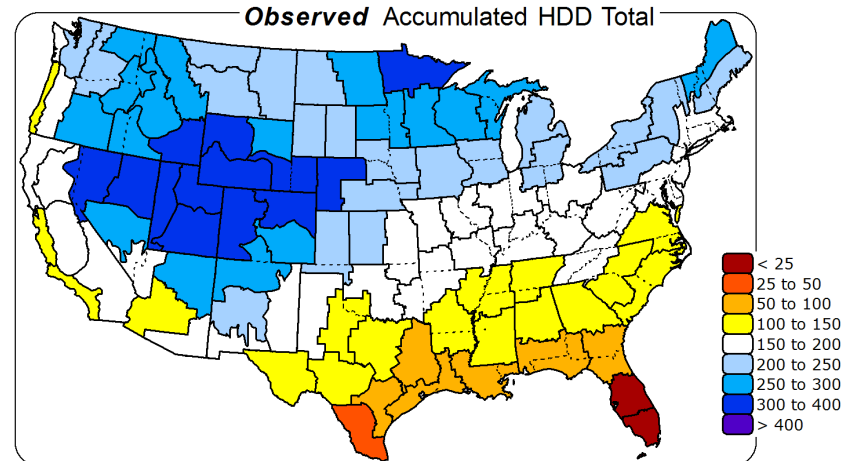 Observed Accumulated HDD Total
< 25
25 to 50
50 to 100
100 to 150
150 to 200
200 to 250
250 to 300
300 to 400
> 400